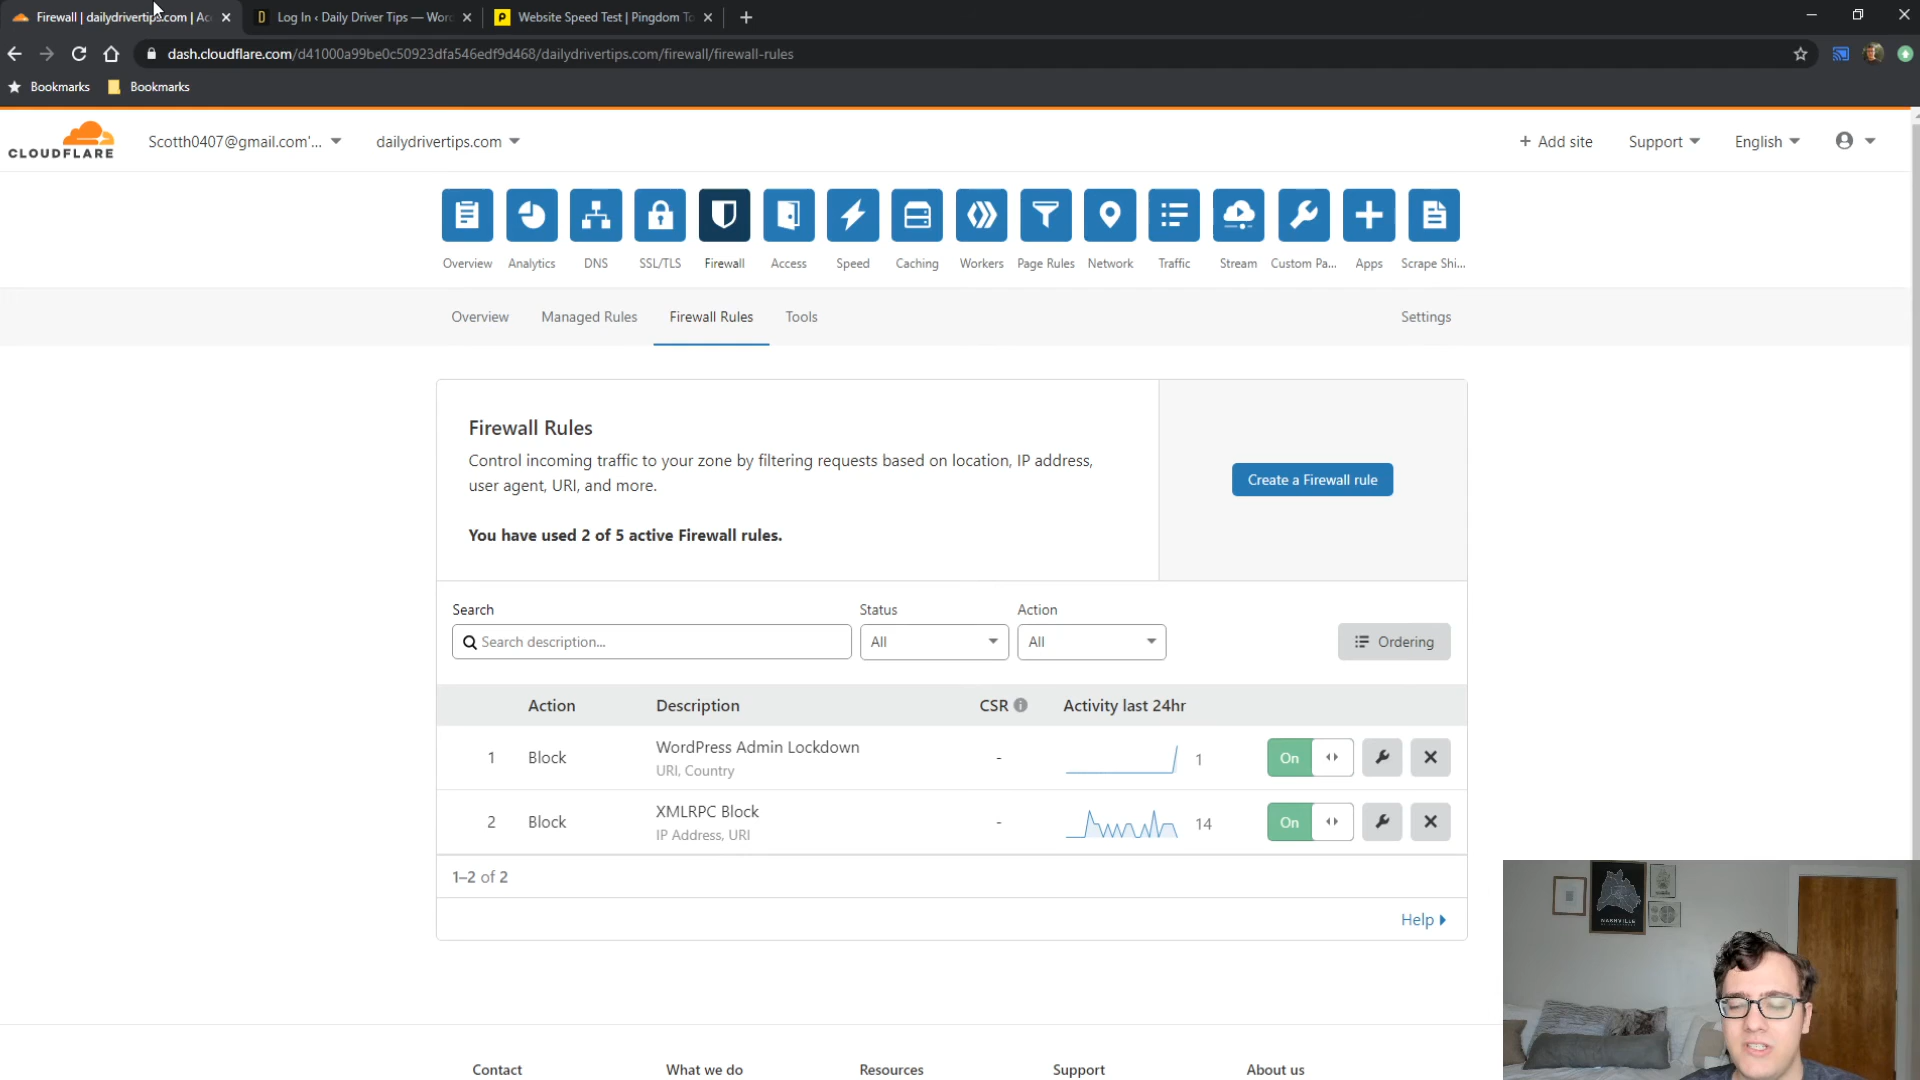 Firewall | dailydrivertips.com | Ac
Log In ‹ Daily Driver Tips — Wor
Website Speed Test | Pingdom To
dash.cloudflare.com/d41000a99be0c50923dfa546edf9d468/dailydrivertips.com/firewall/firewall-rules
Bookmarks
Bookmarks
CLOUDFLARE
Scotth0407@gmail.com'...
dailydrivertips.com
+ Add site
Support
English
Overview
Analytics
DNS
SSL/TLS
Firewall
Access
Speed
Caching
Workers
Page Rules
Network
Traffic
Stream
Custom Pa...
Apps
Scrape Shi...
Overview
Managed Rules
Firewall Rules
Tools
Settings
Firewall Rules
Control incoming traffic to your zone by filtering requests based on location, IP address,
user agent, URI, and more.
You have used 2 of 5 active Firewall rules.
Create a Firewall rule
Search
Status
Action
Search description...
All
All
Ordering
Action
Description
CSR
Activity last 24hr
1
Block
WordPress Admin Lockdown
URI, Country
-
1
On
2
Block
XMLRPC Block
IP Address, URI
-
14
On
1–2 of 2
Help
NASHVILLE
Contact
What we do
Resources
Support
About us